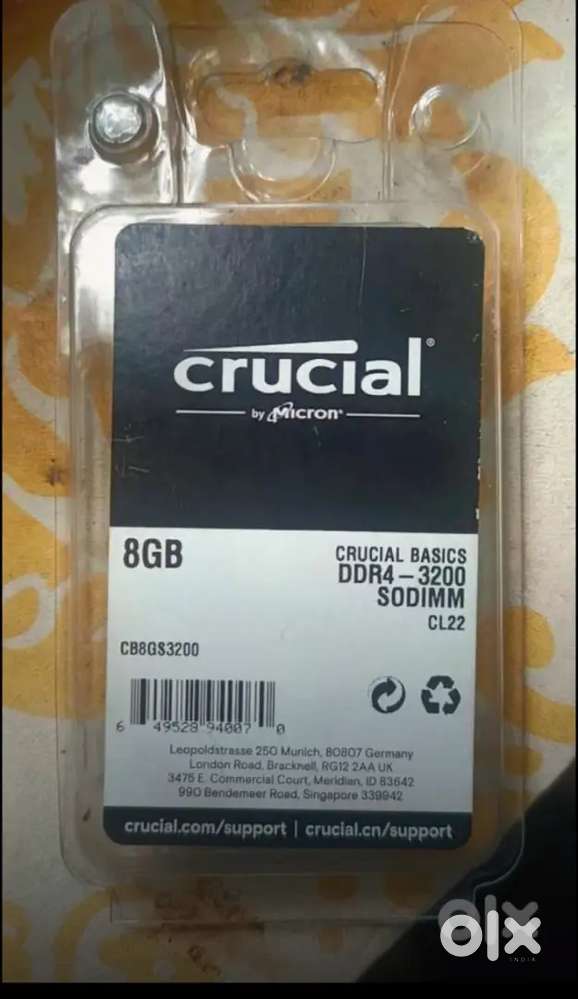 crucial®
by Micron®
8GB
CRUCIAL BASICS
DDR4-3200
SODIMM
CL22
CB8GS3200
6 49528 94007 0
Leopoldstrasse 250 Munich, 80807 Germany
London Road, Bracknell, RG12 2AA UK
3475 E. Commercial Court, Meridian, ID 83642
990 Bendemeer Road, Singapore 339942
crucial.com/support | crucial.cn/support
olx
INDIA